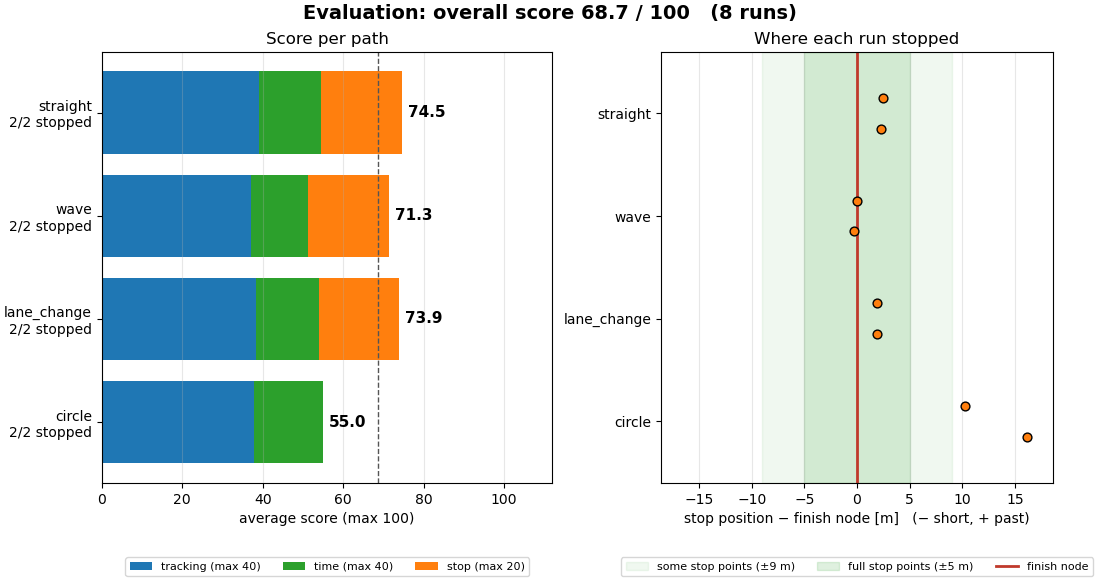 Evaluation: overall score 68.7 / 100   (8 runs)
Score per path
straight
2/2 stopped
74.5
wave
2/2 stopped
71.3
lane_change
2/2 stopped
73.9
circle
2/2 stopped
55.0
0 20 40 60 80 100
average score (max 100)
tracking (max 40) time (max 40) stop (max 20)
Where each run stopped
straight
wave
lane_change
circle
−15 −10 −5 0 5 10 15
stop position − finish node [m]   (− short, + past)
some stop points (±9 m) full stop points (±5 m) finish node